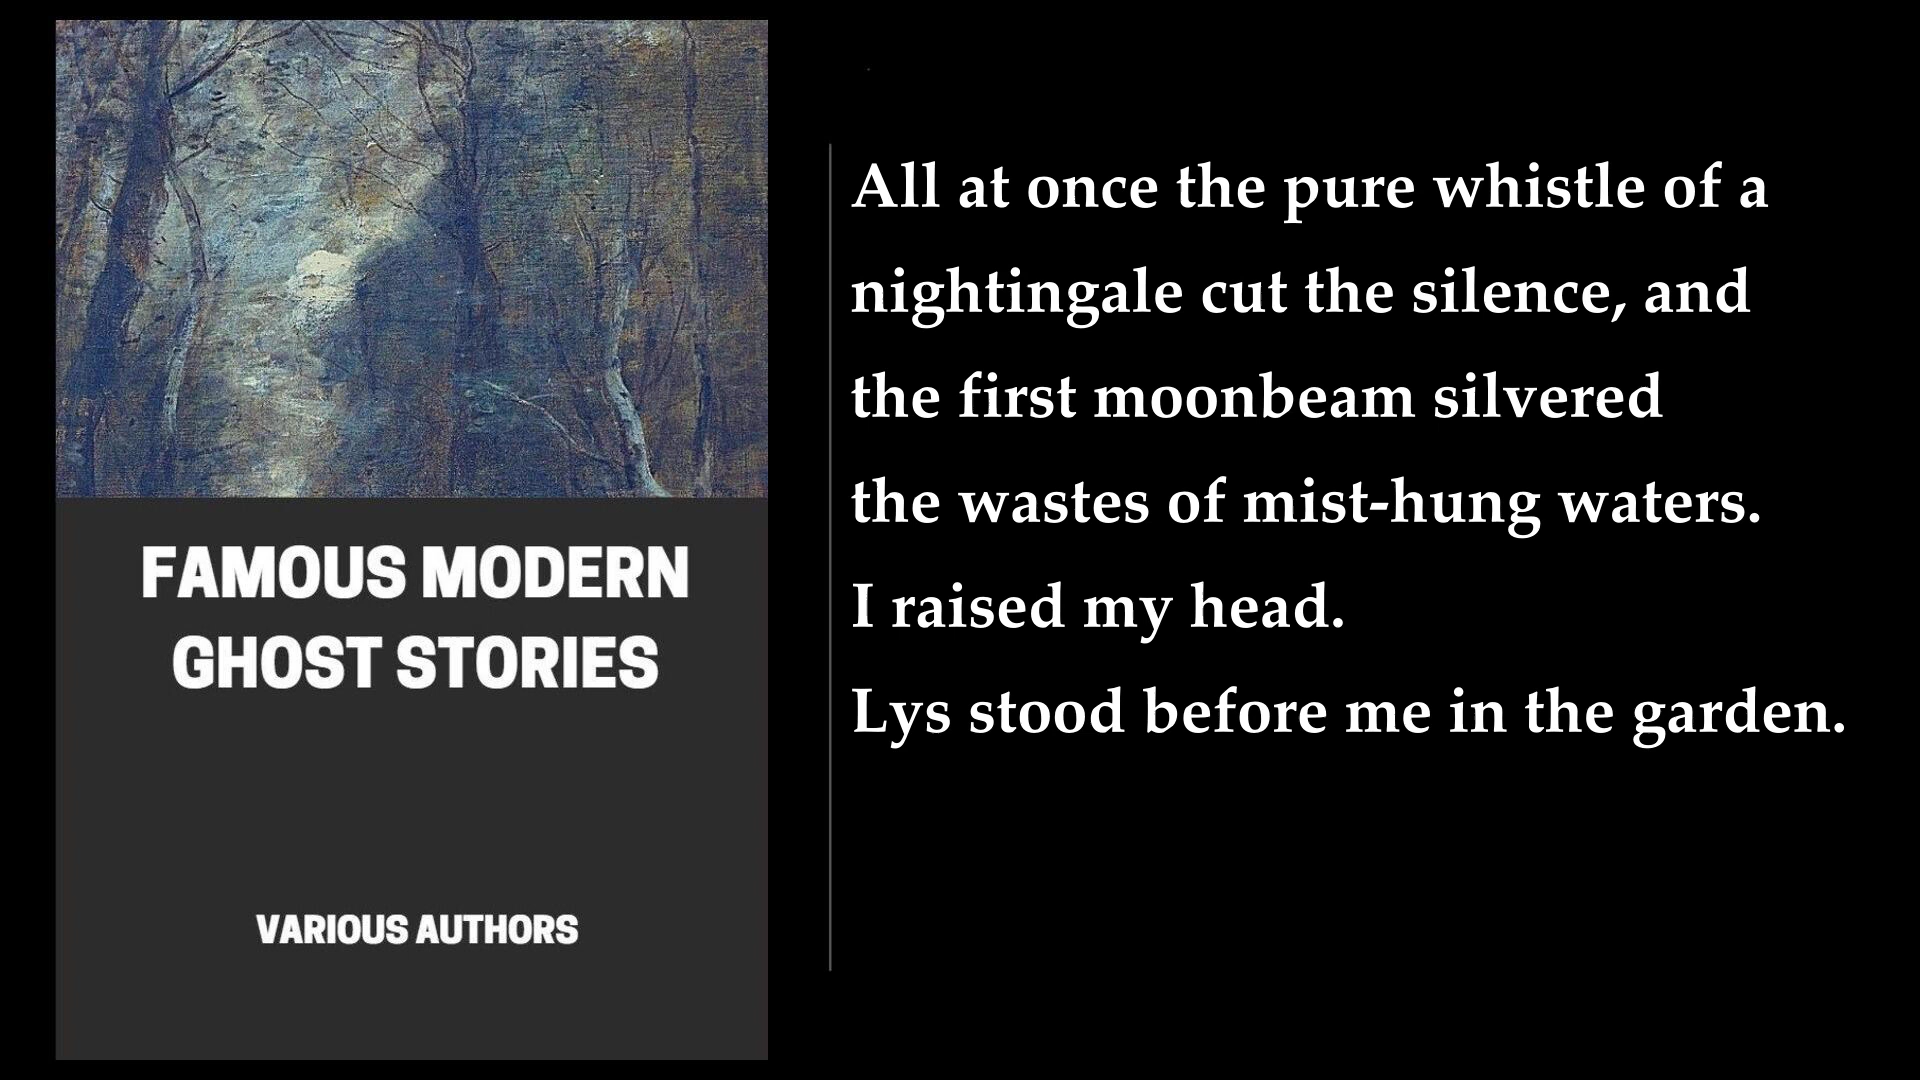 FAMOUS MODERN
GHOST STORIES
VARIOUS AUTHORS
All at once the pure whistle of a
nightingale cut the silence, and
the first moonbeam silvered
the wastes of mist-hung waters.
I raised my head.
Lys stood before me in the garden.